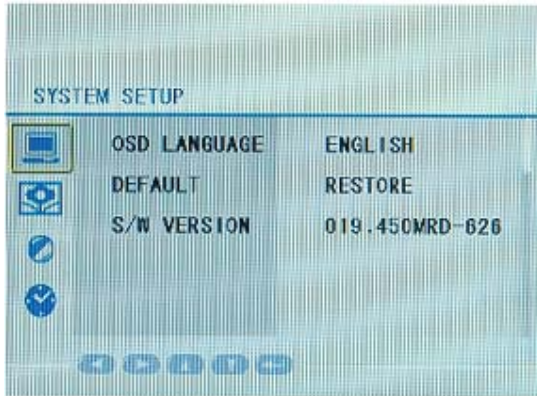 SYSTEM SETUP
OSD LANGUAGE ENGLISH
DEFAULT RESTORE
S/W VERSION 019.450MRD-626